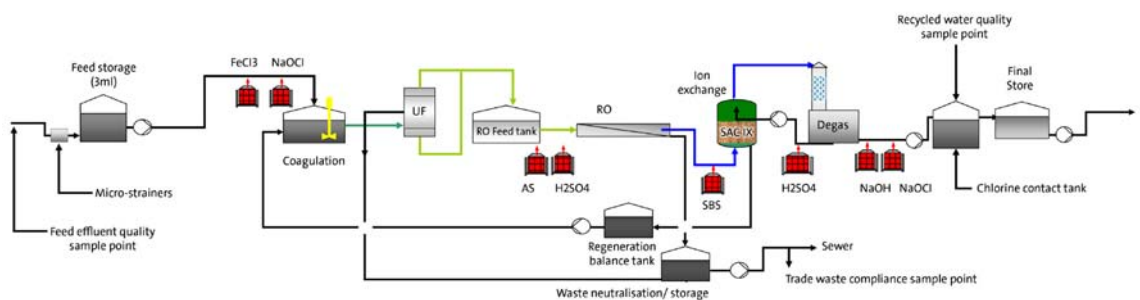 Feed storage
(3ml)
FeCl3
NaOCl
UF
RO Feed tank
RO
Ion
exchange
SAC IX
Degas
Recycled water quality
sample point
Final
Store
Coagulation
Micro-strainers
Feed effluent quality
sample point
AS
H2SO4
SBS
H2SO4
NaOH
NaOCl
Chlorine contact tank
Regeneration
balance tank
Sewer
Trade waste compliance sample point
Waste neutralisation/ storage